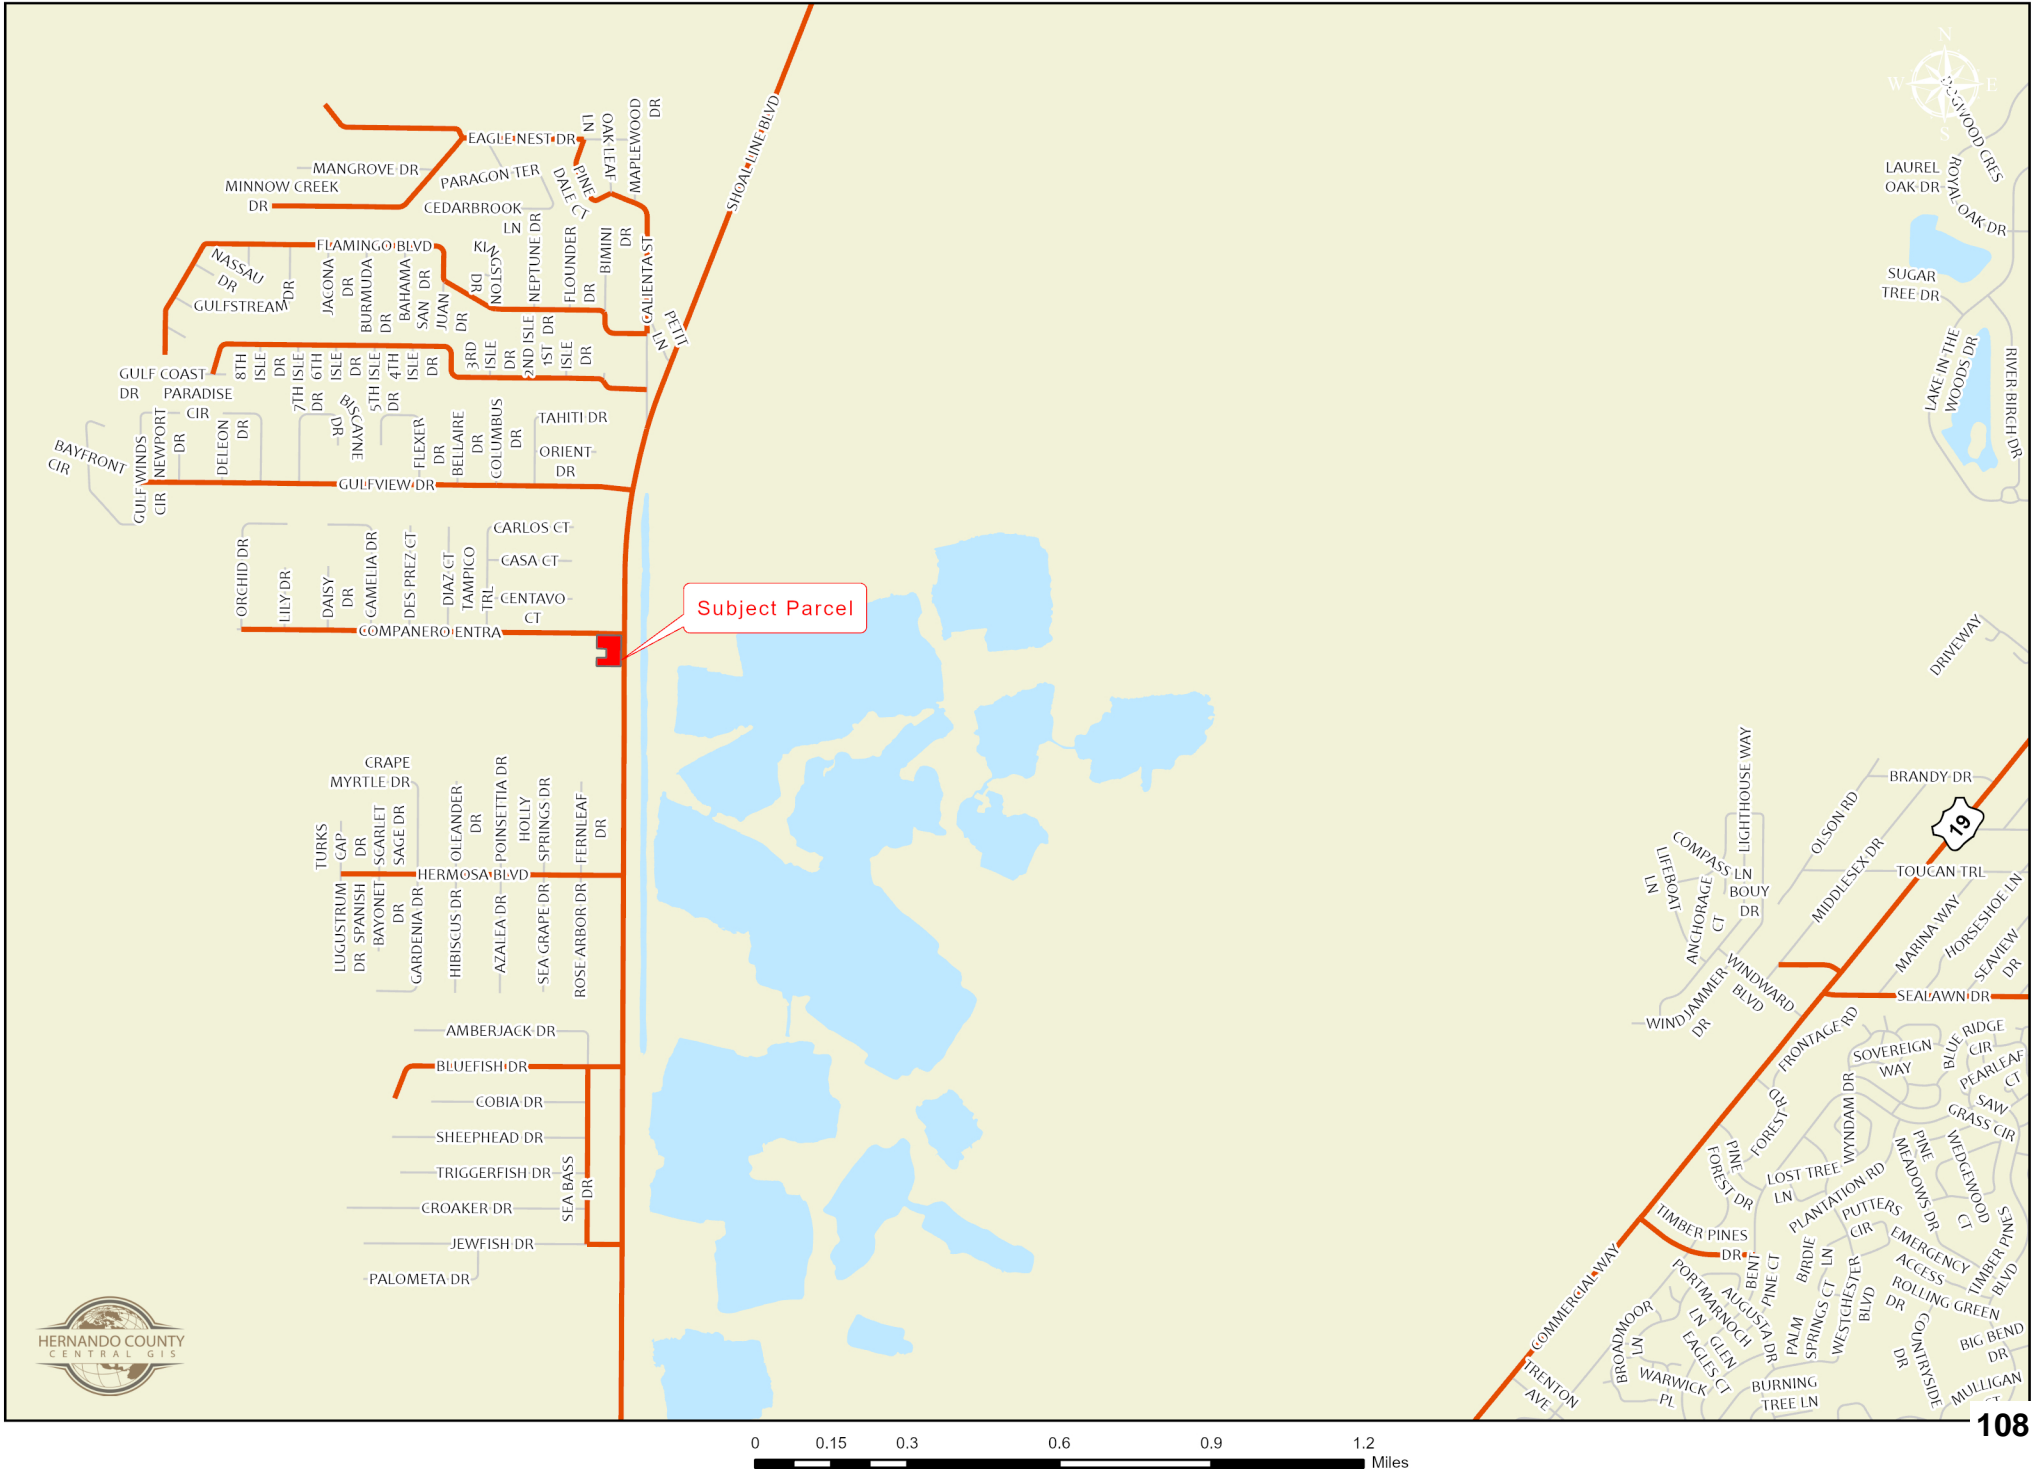 N
W
E
S
DOGWOOD CRES
LAUREL
OAK DR
ROYAL OAK DR
SUGAR
TREE DR
LAKE IN THE
WOODS DR
RIVER BIRCH DR
SHOAL LINE BLVD
EAGLE NEST DR
LN
OAK LEAF
MAPLEWOOD
DR
MANGROVE DR
MINNOW CREEK
DR
PARAGON TER
PINE
DALE CT
CEDARBROOK
LN
FLAMINGO BLVD
NASSAU
DR
GULFSTREAM
DR
JACONA
DR
BURMUDA
DR
BAHAMA
DR
SAN
JUAN
DR
KINGSTON
DR
NEPTUNE DR
FLOUNDER
DR
BIMINI
DR
CALIENTA ST
PETIT
LN
GULF COAST
DR
PARADISE
CIR
8TH
ISLE
DR
7TH ISLE
DR
6TH
ISLE
DR
5TH ISLE
DR
4TH
ISLE
DR
3RD
ISLE
DR
2ND ISLE
DR
1ST
ISLE
DR
BAYFRONT
CIR
GULF WINDS
CIR
NEWPORT
DR
DELEON
DR
BISCAYNE
DR
FLEXER
DR
BELLAIRE
DR
COLUMBUS
DR
TAHITI DR
ORIENT
DR
GULFVIEW DR
CARLOS CT
CASA CT
CENTAVO
CT
ORCHID DR
LILY DR
DAISY
DR
CAMELIA DR
DES PREZ CT
DIAZ CT
TAMPICO
TRL
COMPANERO ENTRA
Subject Parcel
CRAPE
MYRTLE DR
TURKS
CAP
DR
SCARLET
SAGE DR
OLEANDER
DR
POINSETTIA DR
HOLLY
SPRINGS DR
FERNLEAF
DR
HERMOSA BLVD
LUGUSTRUM
DR
SPANISH
BAYONET
DR
GARDENIA DR
HIBISCUS DR
AZALEA DR
SEA GRAPE DR
ROSE ARBOR DR
AMBERJACK DR
BLUEFISH DR
COBIA DR
SHEEPHEAD DR
TRIGGERFISH DR
CROAKER DR
SEA BASS
DR
JEWFISH DR
PALOMETA DR
DRIVEWAY
LIGHTHOUSE WAY
OLSON RD
BRANDY DR
19
COMPASS LN
LIFEBOAT
LN
BOUY
DR
ANCHORAGE
CT
MIDDLESEX DR
TOUCAN TRL
MARINA WAY
HORSESHOE LN
SEAVIEW
DR
WINDWARD
BLVD
WINDJAMMER
DR
SEALAWN DR
FRONTAGE RD
SOVEREIGN
WAY
BLUE RIDGE
CIR
PEARLEAF
CT
SAW
GRASS CIR
FOREST RD
WYNDAM DR
PINE
FOREST DR
LOST TREE
LN
PLANTATION RD
PINE
MEADOWS DR
WEDGEWOOD
CT
PUTTERS
CIR
TIMBER PINES
DR
EMERGENCY
ACCESS
TIMBER PINES
BLVD
ROLLING GREEN
DR
BENT
PINE CT
BIRDIE
LN
PORTMARNOCH
LN
AUGUSTA DR
PALM
SPRINGS CT
WESTCHESTER
BLVD
GLEN
EAGLES CT
COMMERCIAL WAY
BROADMOOR
LN
WARWICK
PL
BURNING
TREE LN
COUNTRYSIDE
DR
BIG BEND
DR
MULLIGAN
CT
TRENTON
AVE
HERNANDO COUNTY
CENTRAL GIS
108
0 0.15 0.3 0.6 0.9 1.2
Miles